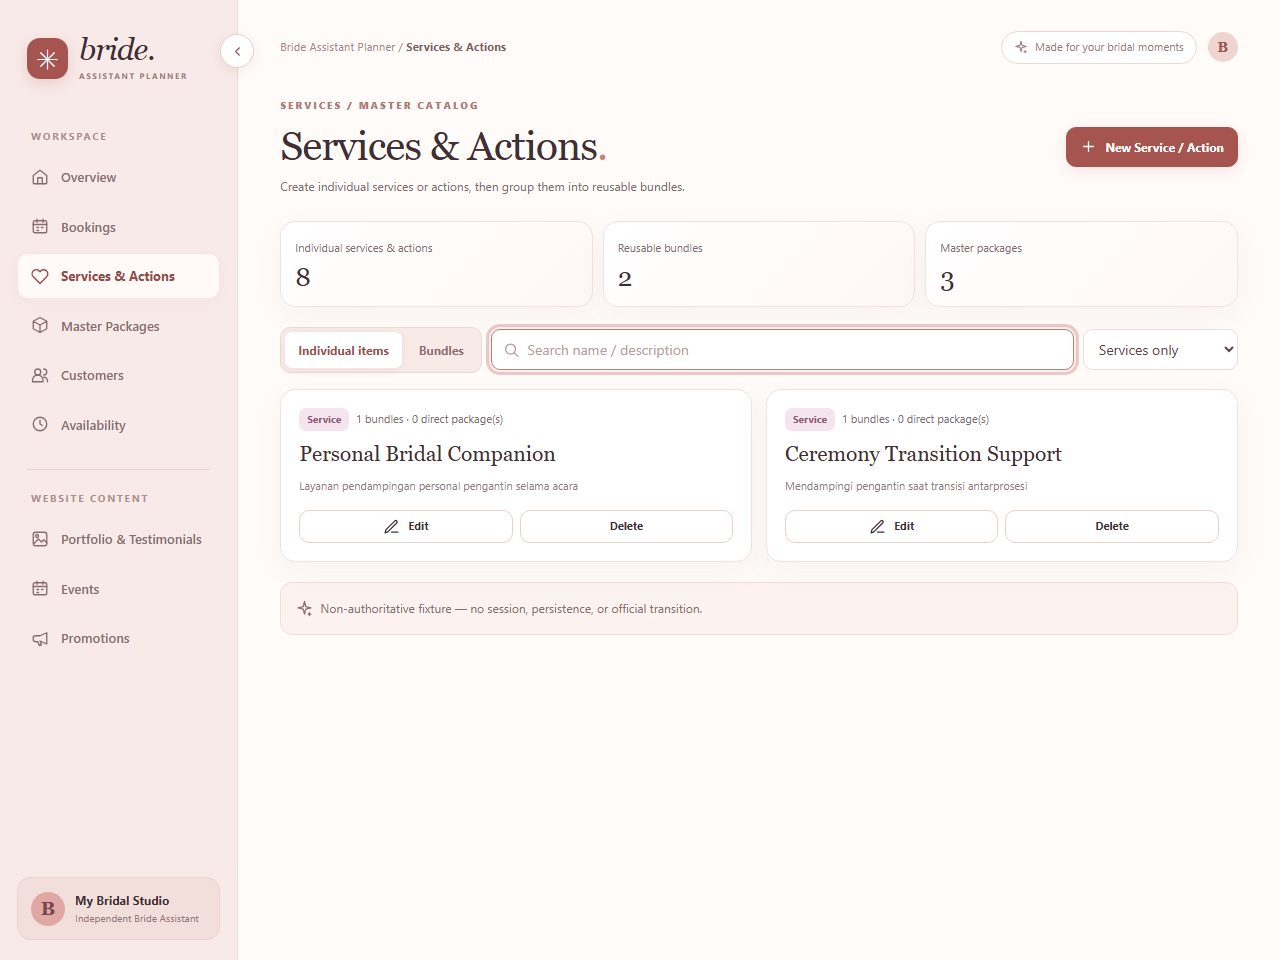 bride.
ASSISTANT PLANNER
WORKSPACE
Overview
Bookings
Services & Actions
Master Packages
Customers
Availability
WEBSITE CONTENT
Portfolio & Testimonials
Events
Promotions
B
My Bridal Studio
Independent Bride Assistant
Bride Assistant Planner / Services & Actions
Made for your bridal moments
B
SERVICES / MASTER CATALOG
Services & Actions.
Create individual services or actions, then group them into reusable bundles.
New Service / Action
Individual services & actions
8
Reusable bundles
2
Master packages
3
Individual items
Bundles
Search name / description
Services only
Service 1 bundles · 0 direct package(s)
Personal Bridal Companion
Layanan pendampingan personal pengantin selama acara
Edit
Delete
Service 1 bundles · 0 direct package(s)
Ceremony Transition Support
Mendampingi pengantin saat transisi antarprosesi
Edit
Delete
Non-authoritative fixture — no session, persistence, or official transition.